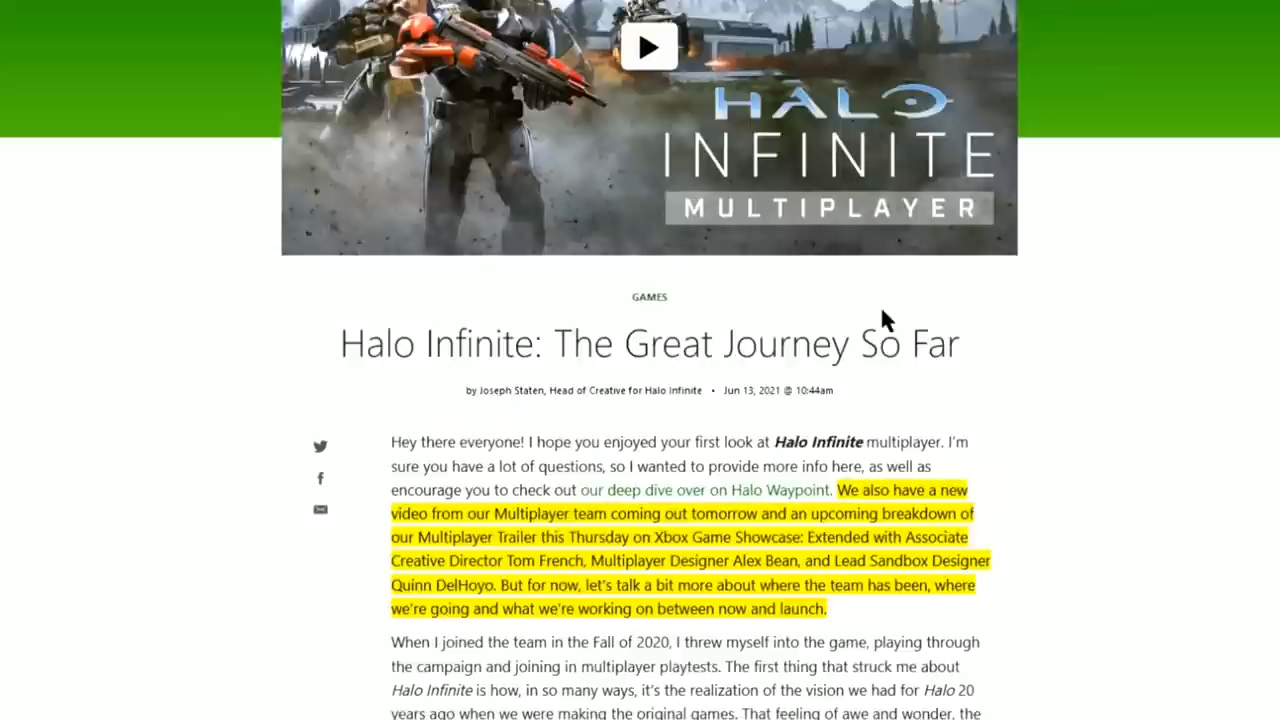 HALO
INFINITE
MULTIPLAYER
GAMES
Halo Infinite: The Great Journey So Far
by Joseph Staten, Head of Creative for Halo Infinite • Jun 13, 2021 @ 10:44am
Hey there everyone! I hope you enjoyed your first look at Halo Infinite multiplayer. I'm
sure you have a lot of questions, so I wanted to provide more info here, as well as
encourage you to check out our deep dive over on Halo Waypoint. We also have a new
video from our Multiplayer team coming out tomorrow and an upcoming breakdown of
our Multiplayer Trailer this Thursday on Xbox Game Showcase: Extended with Associate
Creative Director Tom French, Multiplayer Designer Alex Bean, and Lead Sandbox Designer
Quinn DelHoyo. But for now, let's talk a bit more about where the team has been, where
we're going and what we're working on between now and launch.
When I joined the team in the Fall of 2020, I threw myself into the game, playing through
the campaign and joining in multiplayer playtests. The first thing that struck me about
Halo Infinite is how, in so many ways, it's the realization of the vision we had for Halo 20
years ago when we were making the original games. That feeling of awe and wonder, the